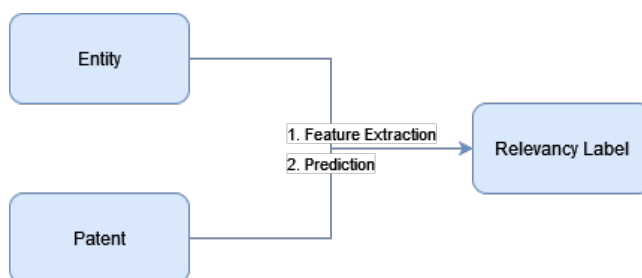 Entity
1. Feature Extraction
2. Prediction
Relevancy Label
Patent